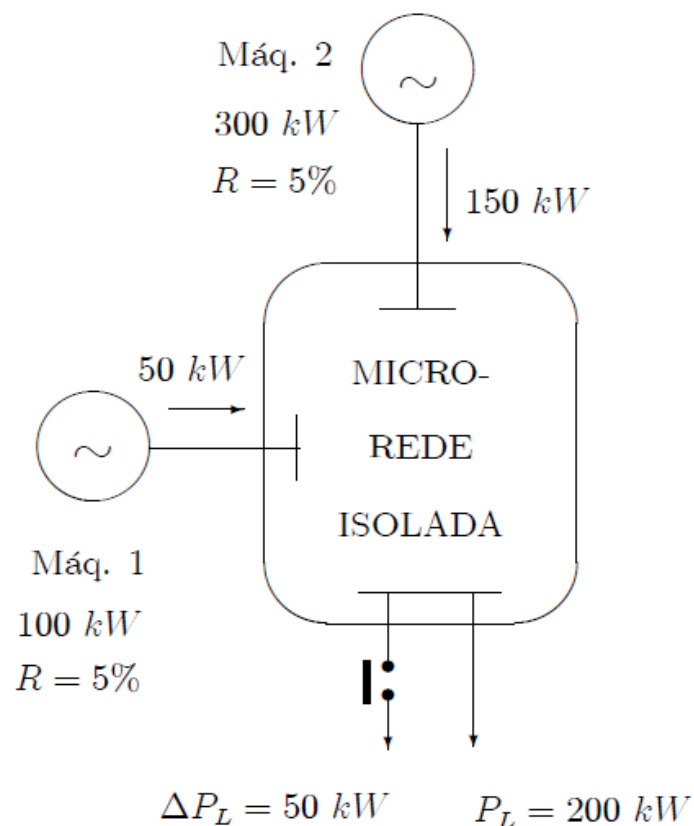 Máq. 2
∼
300 kW
R = 5%
150 kW
50 kW
MICRO-
∼
REDE
ISOLADA
Máq. 1
100 kW
R = 5%
ΔP_L = 50 kW
P_L = 200 kW